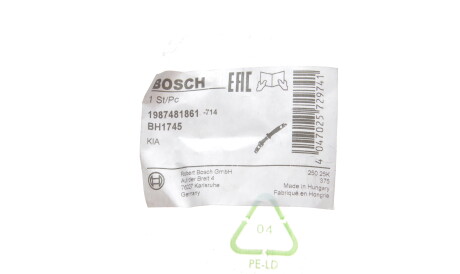 BOSCH
EAC
1 St/Pc
1987481861 -714
BH1745
KIA
4 047025 729741
Robert Bosch GmbH
Auf der Breit 4
76227 Karlsruhe
Germany
250 25K
375
Made in Hungary
Fabriqué en Hongrie
04
PE-LD